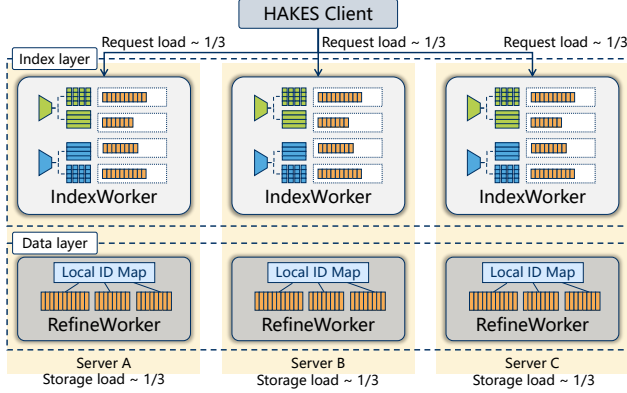 HAKES Client
Request load ~ 1/3
Request load ~ 1/3
Request load ~ 1/3
Index layer
IndexWorker
IndexWorker
IndexWorker
Data layer
Local ID Map
Local ID Map
Local ID Map
RefineWorker
RefineWorker
RefineWorker
Server A
Server B
Server C
Storage load ~ 1/3
Storage load ~ 1/3
Storage load ~ 1/3